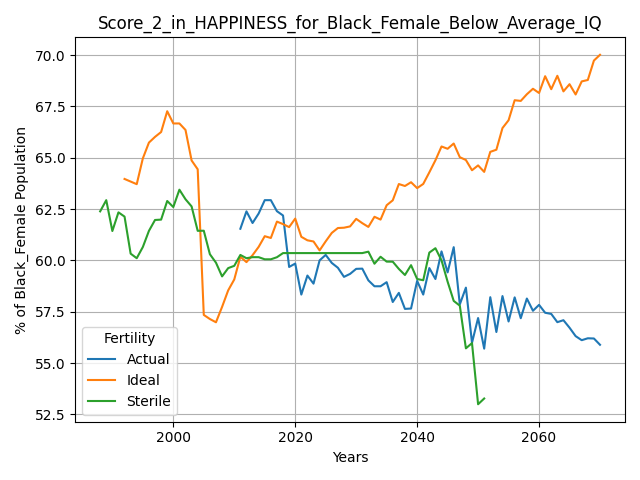 Score_2_in_HAPPINESS_for_Black_Female_Below_Average_IQ
% of Black_Female Population
70.0
67.5
65.0
62.5
60.0
57.5
55.0
52.5
Fertility
Actual
Ideal
Sterile
2000
2020
2040
2060
Years